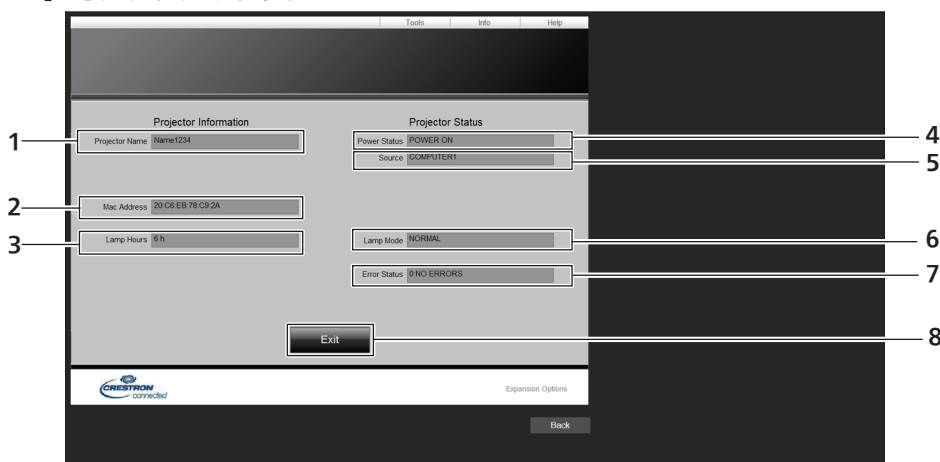 Tools Info Help
Projector Information Projector Status
1 Projector Name Name1234 Power Status POWER ON 4
Source COMPUTER1 5
2 Mac Address 20:C6:EB:78:C9:2A
3 Lamp Hours 6 h Lamp Mode NORMAL 6
Error Status 0:NO ERRORS 7
Exit 8
CRESTRON
connected Expansion Options
Back